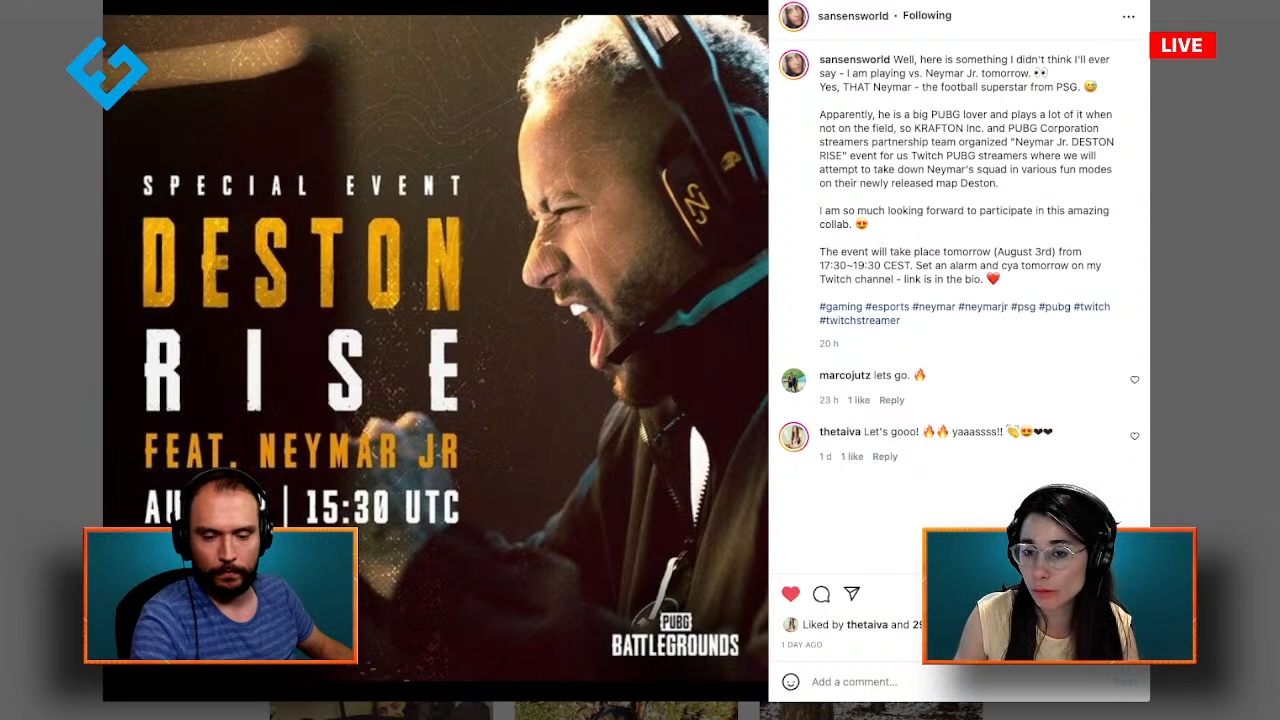 SPECIAL EVENT
DESTON
RISE
FEAT. NEYMAR JR
| 15:30 UTC
PUBG
BATTLEGROUNDS
sansensworld • Following
LIVE
sansensworld Well, here is something I didn't think I'll ever
say - I am playing vs. Neymar Jr. tomorrow. 👀
Yes, THAT Neymar - the football superstar from PSG. 😅
Apparently, he is a big PUBG lover and plays a lot of it when
not on the field, so KRAFTON Inc. and PUBG Corporation
streamers partnership team organized "Neymar Jr. DESTON
RISE" event for us Twitch PUBG streamers where we will
attempt to take down Neymar's squad in various fun modes
on their newly released map Deston.
I am so much looking forward to participate in this amazing
collab. 😍
The event will take place tomorrow (August 3rd) from
17:30~19:30 CEST. Set an alarm and cya tomorrow on my
Twitch channel - link is in the bio. ❤️
#gaming #esports #neymar #neymarjr #psg #pubg #twitch
#twitchstreamer
20 h
marcojutz lets go. 🔥
23 h 1 like Reply
thetaiva Let's gooo! 🔥🔥 yaaassss!! 👏😍❤❤
1 d 1 like Reply
Liked by thetaiva and
1 DAY AGO
Add a comment...